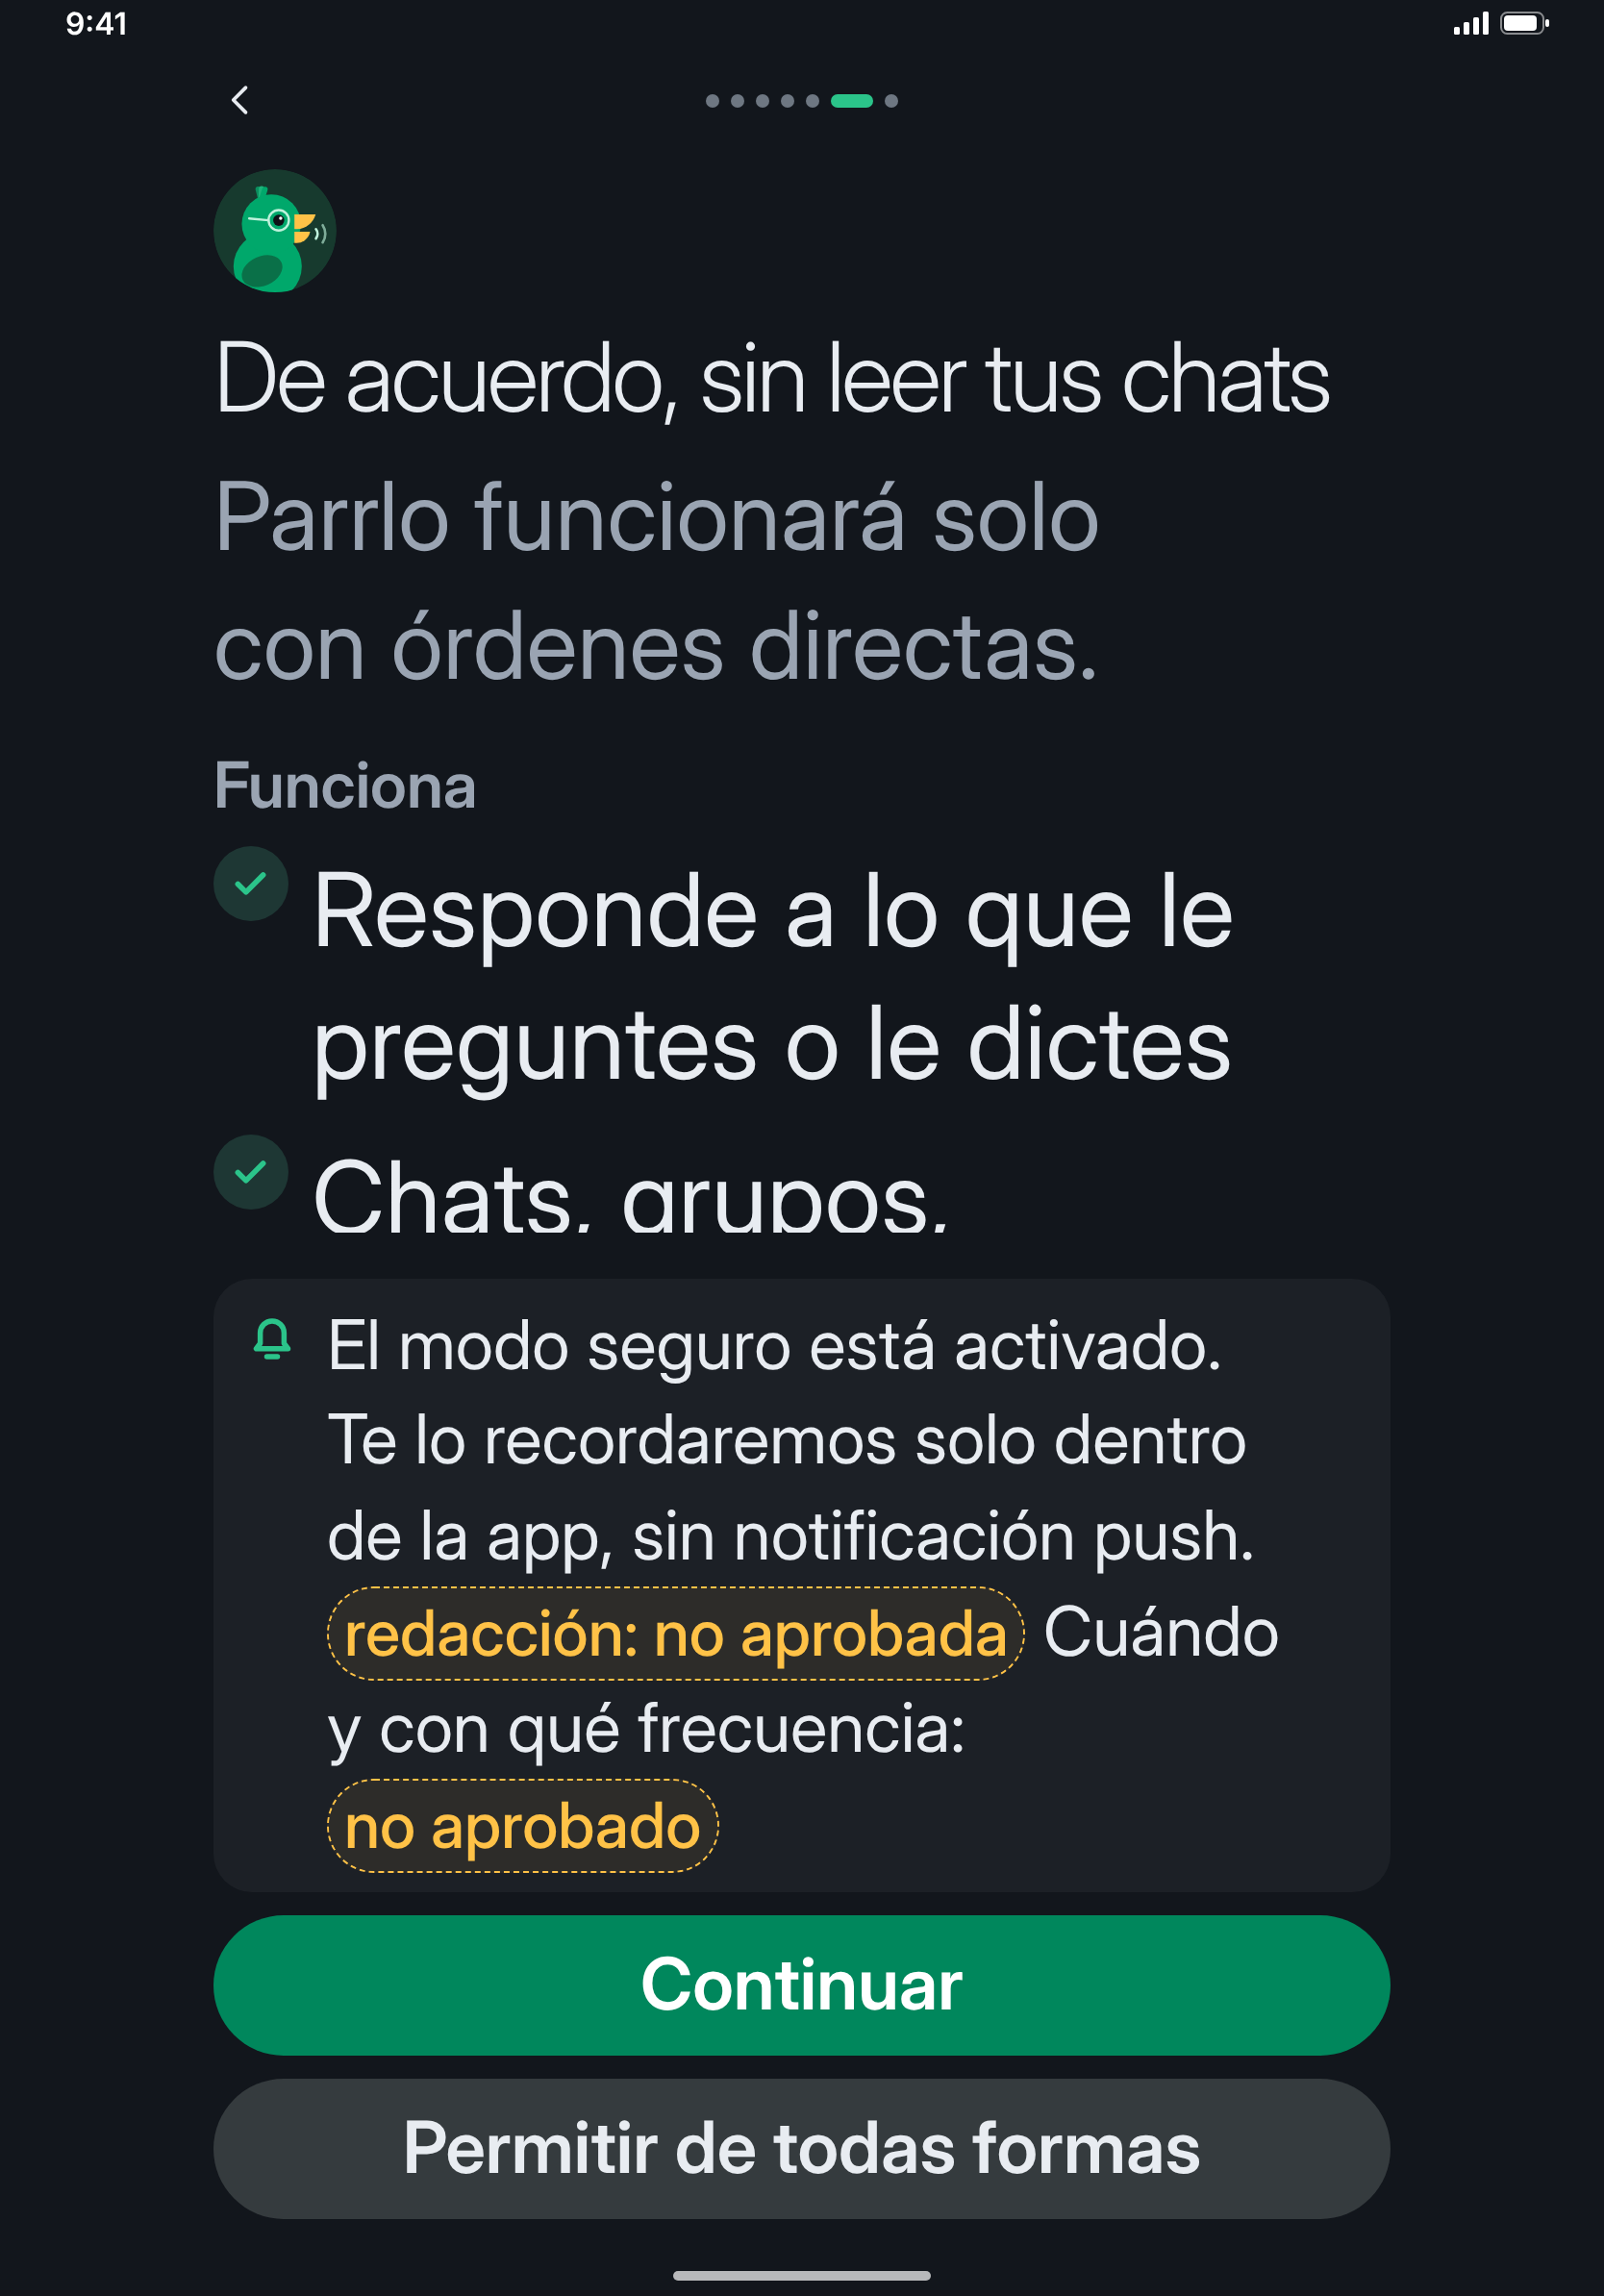 9:41
De acuerdo, sin leer tus chats
Parrlo funcionará solo
con órdenes directas.
Funciona
Responde a lo que le
preguntes o le dictes
Chats, grupos,
El modo seguro está activado.
Te lo recordaremos solo dentro
de la app, sin notificación push.
redacción: no aprobada Cuándo
y con qué frecuencia:
no aprobado
Continuar
Permitir de todas formas